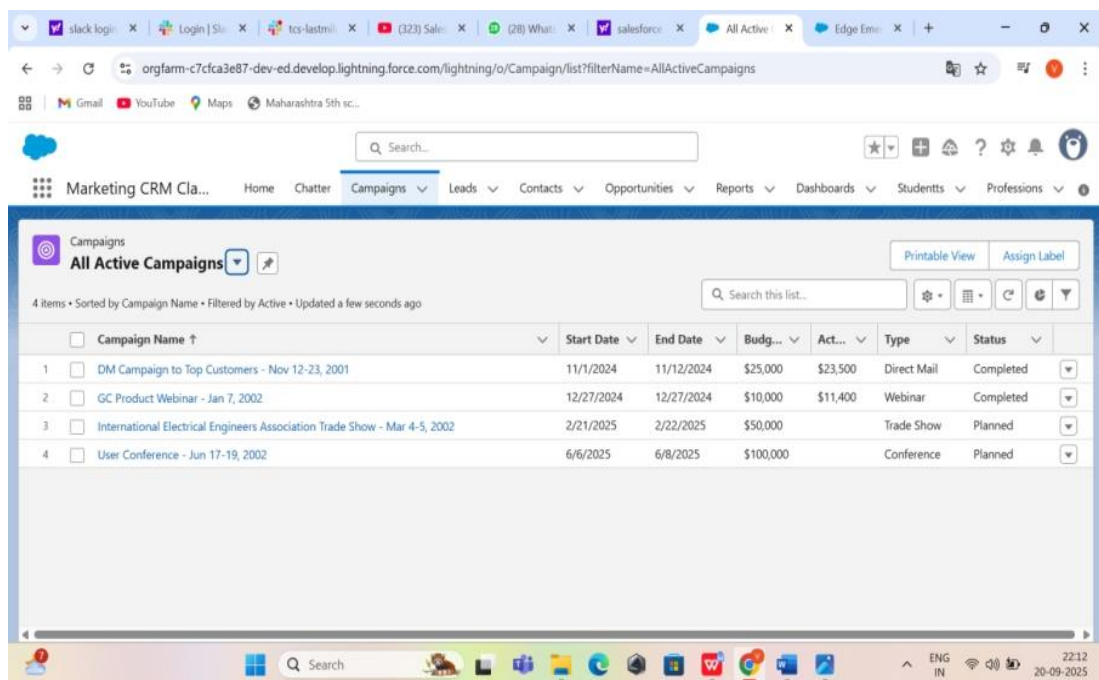 slack login
Login | Sla
tcs-lastmil
(323) Sales
(28) Whats
salesforce
All Active
Edge Eme
orgfarm-c7cfca3e87-dev-ed.develop.lightning.force.com/lightning/o/Campaign/list?filterName=AllActiveCampaigns
Gmail YouTube Maps Maharashtra 5th sc...
Search...
Marketing CRM Cla... Home Chatter Campaigns Leads Contacts Opportunities Reports Dashboards Studentts Professions
Campaigns
All Active Campaigns
Printable View Assign Label
4 items • Sorted by Campaign Name • Filtered by Active • Updated a few seconds ago
Search this list...
Campaign Name ↑ Start Date End Date Budg... Act... Type Status
1 DM Campaign to Top Customers - Nov 12-23, 2001 11/1/2024 11/12/2024 $25,000 $23,500 Direct Mail Completed
2 GC Product Webinar - Jan 7, 2002 12/27/2024 12/27/2024 $10,000 $11,400 Webinar Completed
3 International Electrical Engineers Association Trade Show - Mar 4-5, 2002 2/21/2025 2/22/2025 $50,000 Trade Show Planned
4 User Conference - Jun 17-19, 2002 6/6/2025 6/8/2025 $100,000 Conference Planned
Search
ENG
IN
22:12
20-09-2025